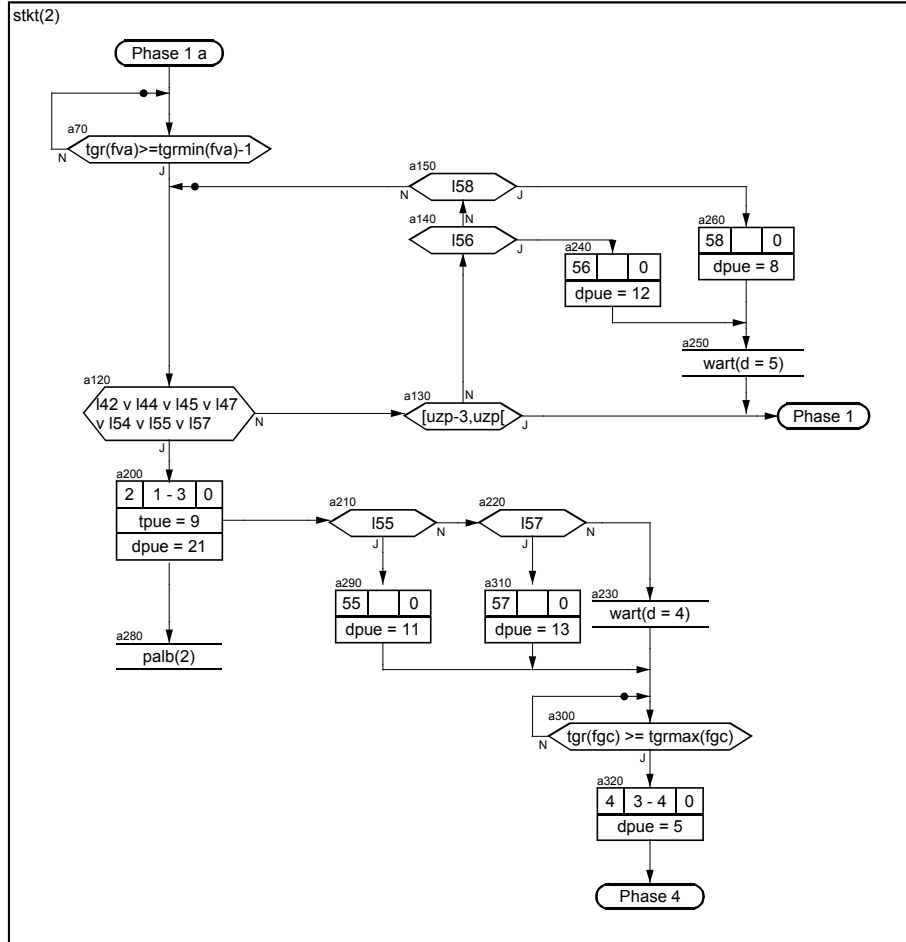 stkt(2)
Phase 1 a
a70
tgr(fva)>=tgrmin(fva)-1
N
J
a150
l58
N
J
a140
l56
N
J
a240
56 0
dpue = 12
a260
58 0
dpue = 8
a250
wart(d = 5)
a120
l42 v l44 v l45 v l47
v l54 v l55 v l57
N
J
a130
[uzp-3,uzp[
N
J
Phase 1
a200
2 1 - 3 0
tpue = 9
dpue = 21
a210
l55
N
J
a220
l57
N
J
a290
55 0
dpue = 11
a310
57 0
dpue = 13
a230
wart(d = 4)
a280
palb(2)
a300
tgr(fgc) >= tgrmax(fgc)
N
J
a320
4 3 - 4 0
dpue = 5
Phase 4